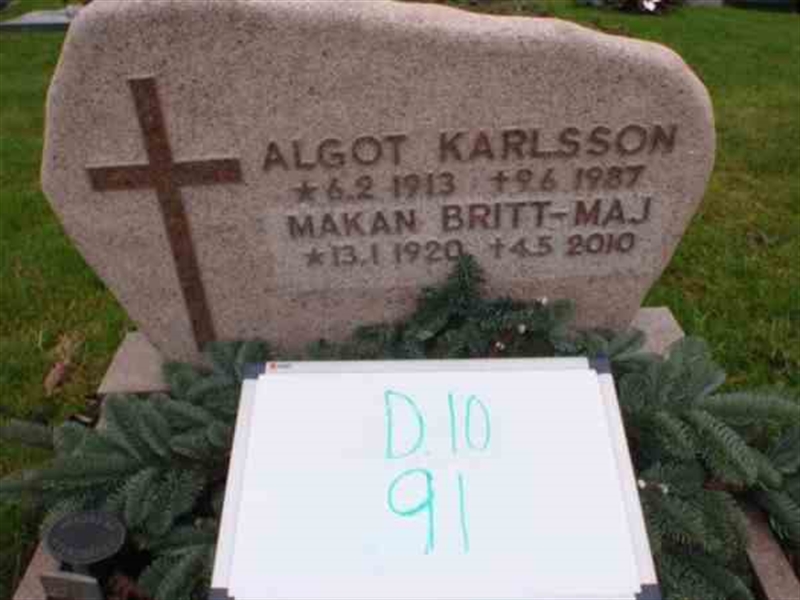 ALGOT KARLSSON
★ 6.2 1913 †9.6 1987
MAKAN BRITT-MAJ
★ 13.1 1920 †4.5 2010
D.10
91